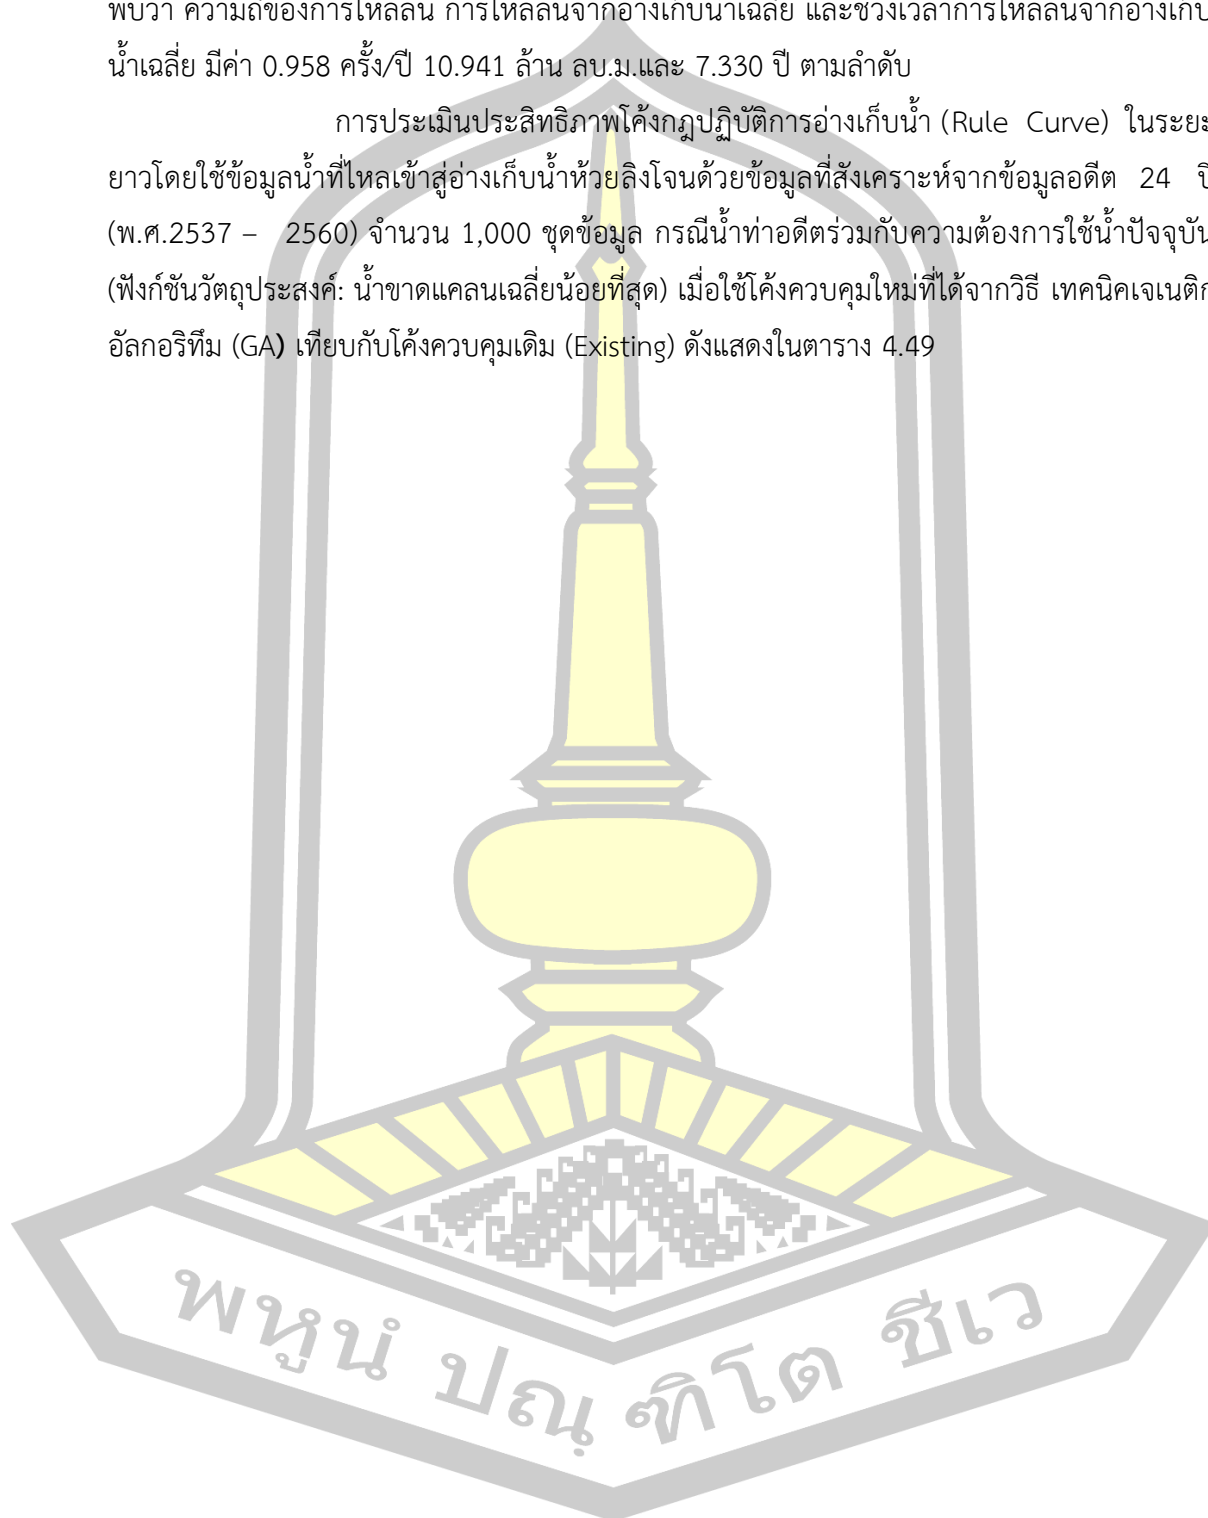 พบว่า ความถี่ของการไหลล้น การไหลล้นจากอ่างเก็บน้ำเฉลี่ย และช่วงเวลาการไหลล้นจากอ่างเก็บ
น้ำเฉลี่ย มีค่า 0.958 ครั้ง/ปี 10.941 ล้าน ลบ.ม.และ 7.330 ปี ตามลำดับ
การประเมินประสิทธิภาพโค้งกฎปฏิบัติการอ่างเก็บน้ำ (Rule Curve) ในระยะ
ยาวโดยใช้ข้อมูลน้ำที่ไหลเข้าสู่อ่างเก็บน้ำห้วยลิงโจนด้วยข้อมูลที่สังเคราะห์จากข้อมูลอดีต 24 ปี
(พ.ศ.2537 – 2560) จำนวน 1,000 ชุดข้อมูล กรณีน้ำท่าอดีตร่วมกับความต้องการใช้น้ำปัจจุบัน
(ฟังก์ชันวัตถุประสงค์: น้ำขาดแคลนเฉลี่ยน้อยที่สุด) เมื่อใช้โค้งควบคุมใหม่ที่ได้จากวิธี เทคนิคเจเนติก
อัลกอริทึม (GA) เทียบกับโค้งควบคุมเดิม (Existing) ดังแสดงในตาราง 4.49
พหูนํ ปณฺฑิโต ชีเว